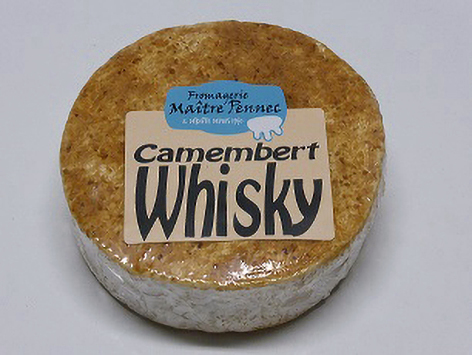 Fromagerie
Maître Pennec
Camembert
Whisky